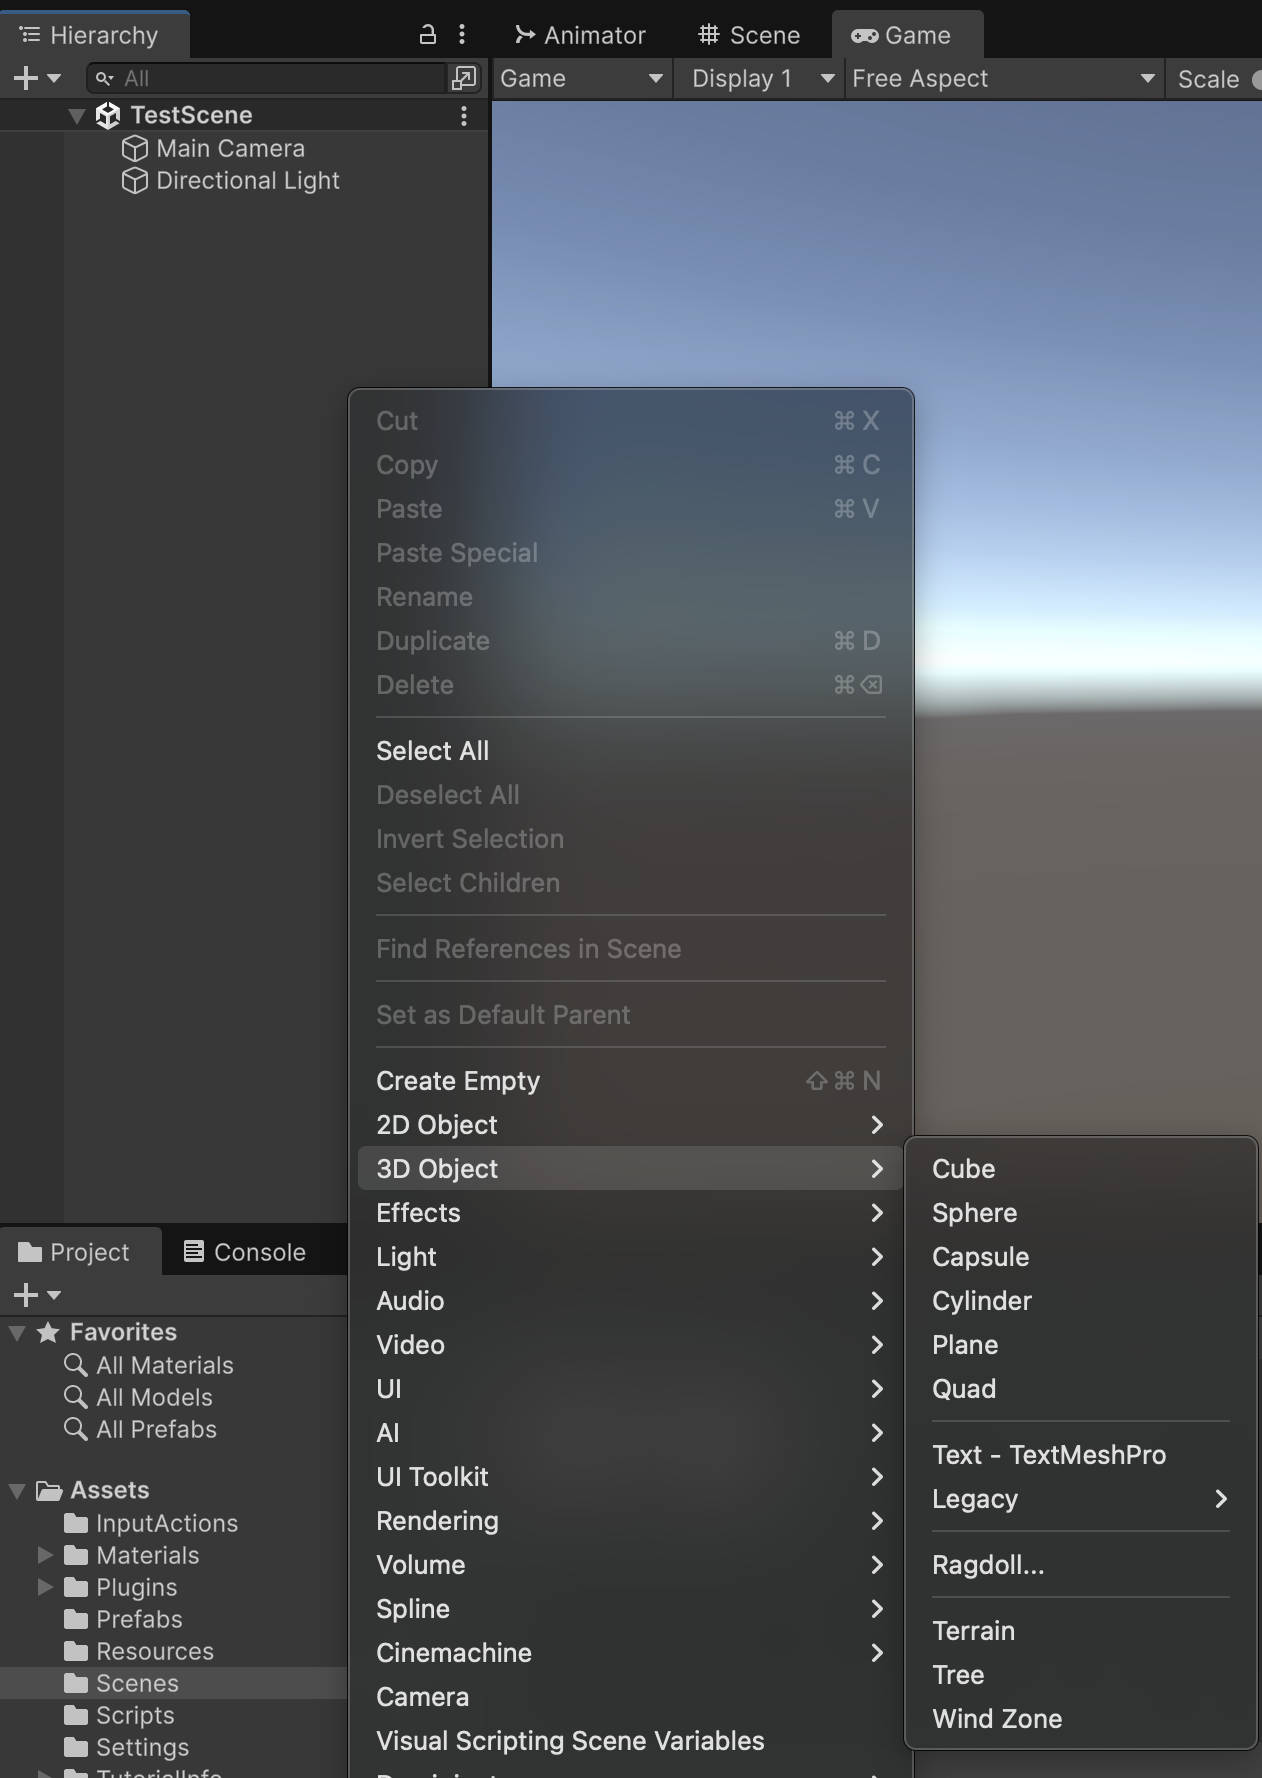 Hierarchy
Animator
Scene
Game
All
Game
Display 1
Free Aspect
Scale
TestScene
Main Camera
Directional Light
Cut ⌘ X
Copy ⌘ C
Paste ⌘ V
Paste Special
Rename
Duplicate ⌘ D
Delete ⌘⌫
Select All
Deselect All
Invert Selection
Select Children
Find References in Scene
Set as Default Parent
Create Empty ⇧ ⌘ N
2D Object
3D Object
Effects
Light
Audio
Video
UI
AI
UI Toolkit
Rendering
Volume
Spline
Cinemachine
Camera
Visual Scripting Scene Variables
Cube
Sphere
Capsule
Cylinder
Plane
Quad
Text - TextMeshPro
Legacy
Ragdoll...
Terrain
Tree
Wind Zone
Project
Console
Favorites
All Materials
All Models
All Prefabs
Assets
InputActions
Materials
Plugins
Prefabs
Resources
Scenes
Scripts
Settings
TutorialInfo